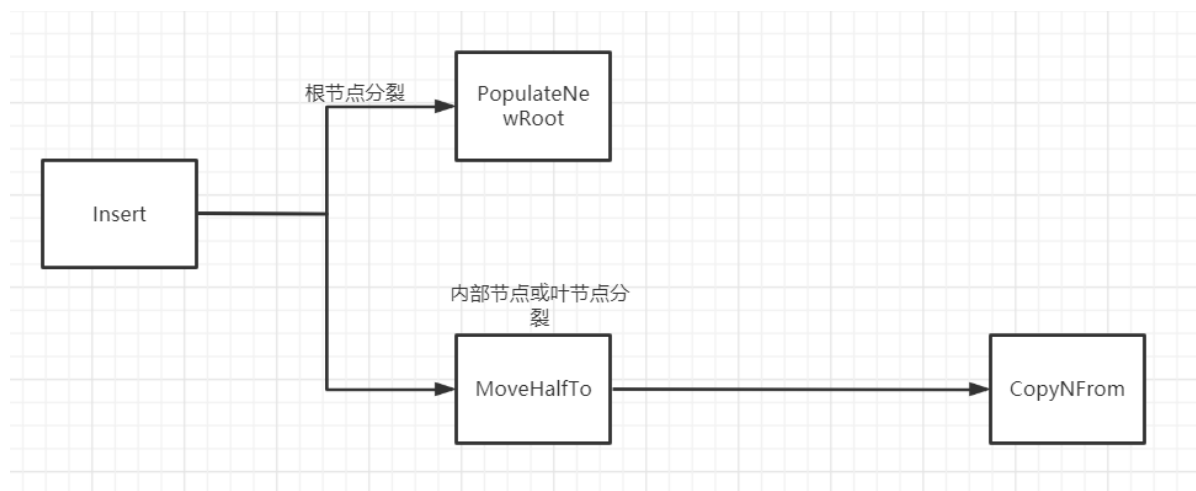 根节点分裂
PopulateNe
wRoot
Insert
内部节点或叶节点分
裂
MoveHalfTo
CopyNFrom